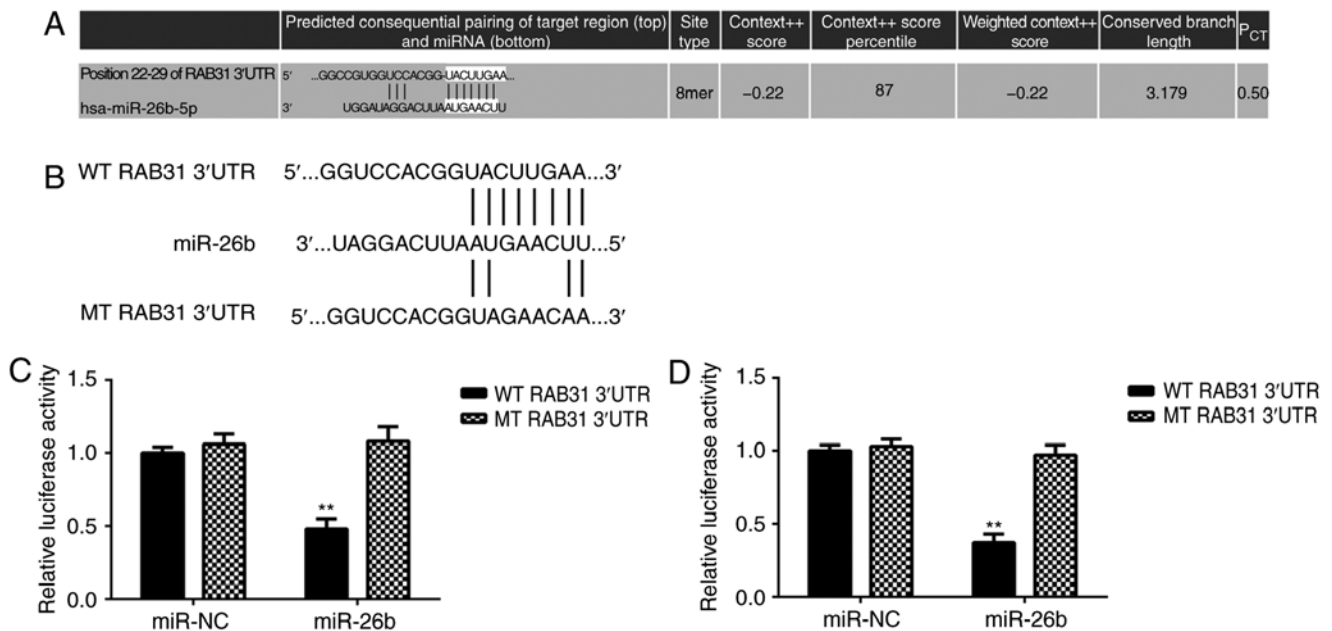 A
Predicted consequential pairing of target region (top) and miRNA (bottom)
Site type
Context++ score
Context++ score percentile
Weighted context++ score
Conserved branch length
PCT
Position 22-29 of RAB31 3'UTR 5' ...GGCCGUGGUCCACGG-UACUUGAA...
hsa-miR-26b-5p 3' UGGAUAGGACUUAAUGAACUU
8mer −0.22 87 −0.22 3.179 0.50
B
WT RAB31 3′UTR 5′...GGUCCACGGUACUUGAA...3′
miR-26b 3′...UAGGACUUAAUGAACUU...5′
MT RAB31 3′UTR 5′...GGUCCACGGUAGAACAA...3′
C
Relative luciferase activity
1.5
1.0
0.5
0.0
**
miR-NC miR-26b
WT RAB31 3′UTR
MT RAB31 3′UTR
D
Relative luciferase activity
1.5
1.0
0.5
0.0
**
miR-NC miR-26b
WT RAB31 3′UTR
MT RAB31 3′UTR